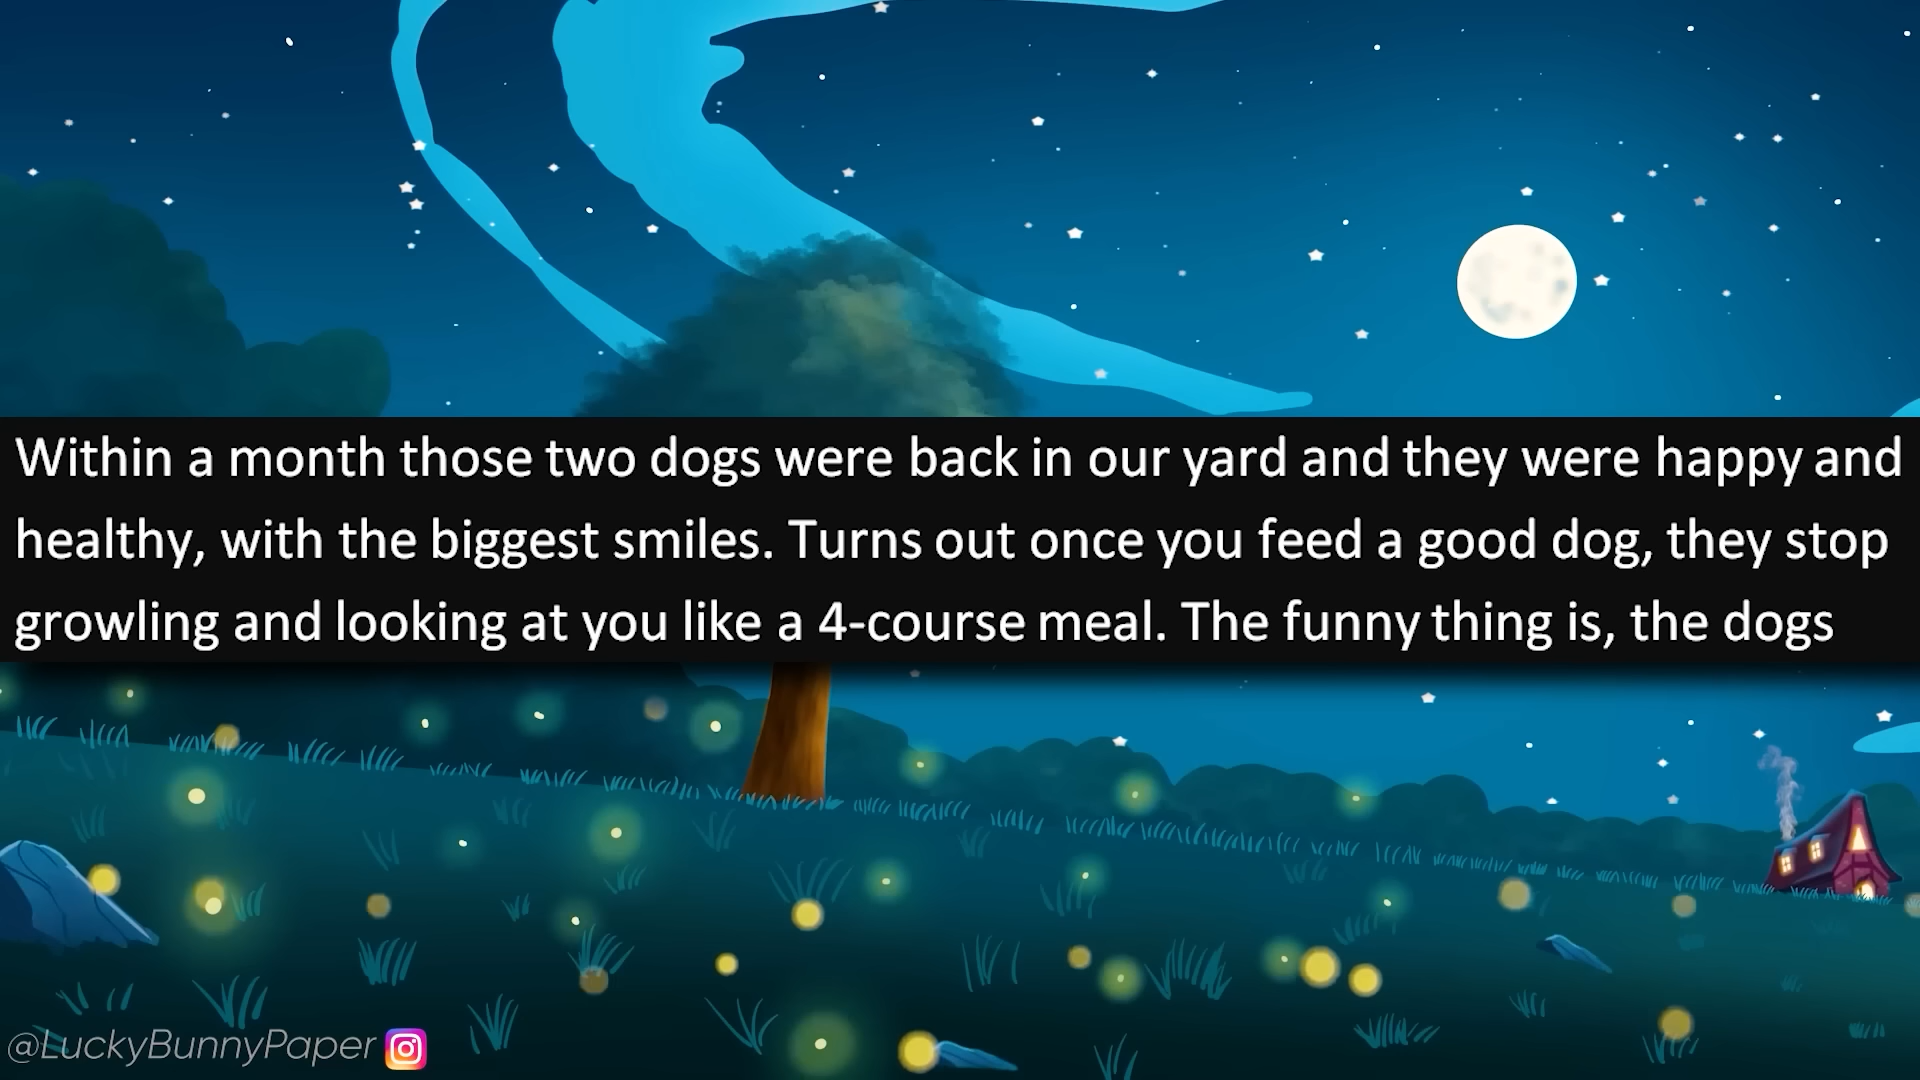 Within a month those two dogs were back in our yard and they were happy and
healthy, with the biggest smiles. Turns out once you feed a good dog, they stop
growling and looking at you like a 4-course meal. The funny thing is, the dogs
@LuckyBunnyPaper